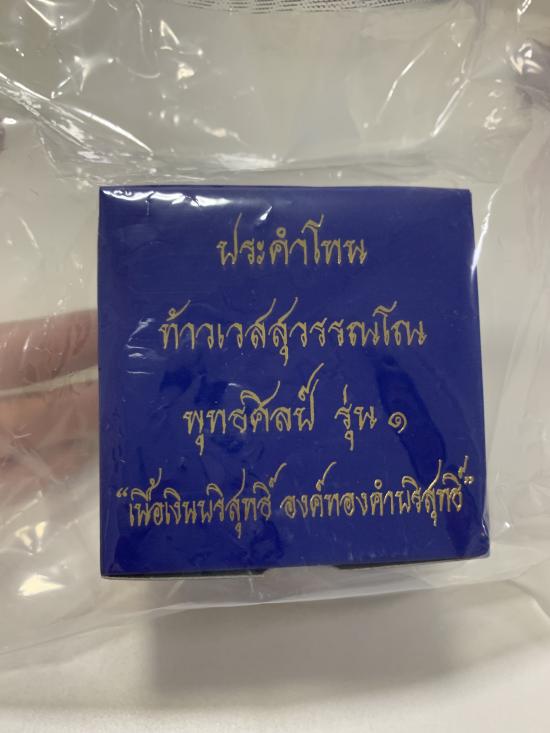 ประคำโทน
ท้าวเวสสุวรรณโณ
พุทธศิลป์ รุ่น ๑
“เนื้อเงินบริสุทธิ์ องค์ทองคำบริสุทธิ์”